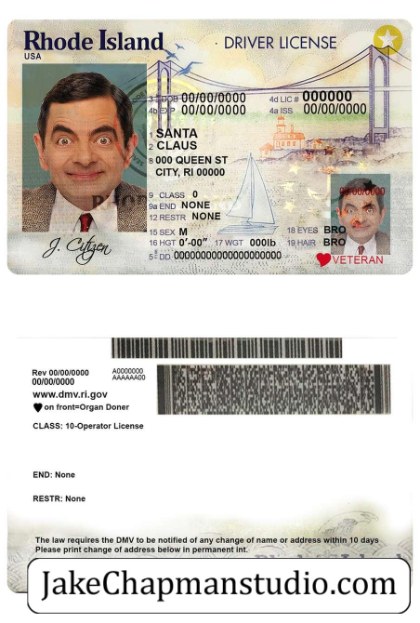 Rhode Island
USA
DRIVER LICENSE
3 DOB 00/00/0000
4d LIC # 000000
4b EXP 00/00/0000
4a ISS 00/00/0000
1 SANTA
2 CLAUS
8 000 QUEEN ST
CITY, RI 00000
9 CLASS 0
9a END NONE
12 RESTR NONE
15 SEX M
18 EYES BRO
16 HGT 0'-00" 17 WGT 000lb
19 HAIR BRO
5 DD 00000000000000000000
00/00/0000
VETERAN
J. Citizen
Rev 00/00/0000
00/00/0000
A0000000
AAAAAA00
www.dmv.ri.gov
on front=Organ Doner
CLASS: 10-Operator License
END: None
RESTR: None
The law requires the DMV to be notified of any change of name or address within 10 days
Please print change of address below in permanent int.
JakeChapmanstudio.com